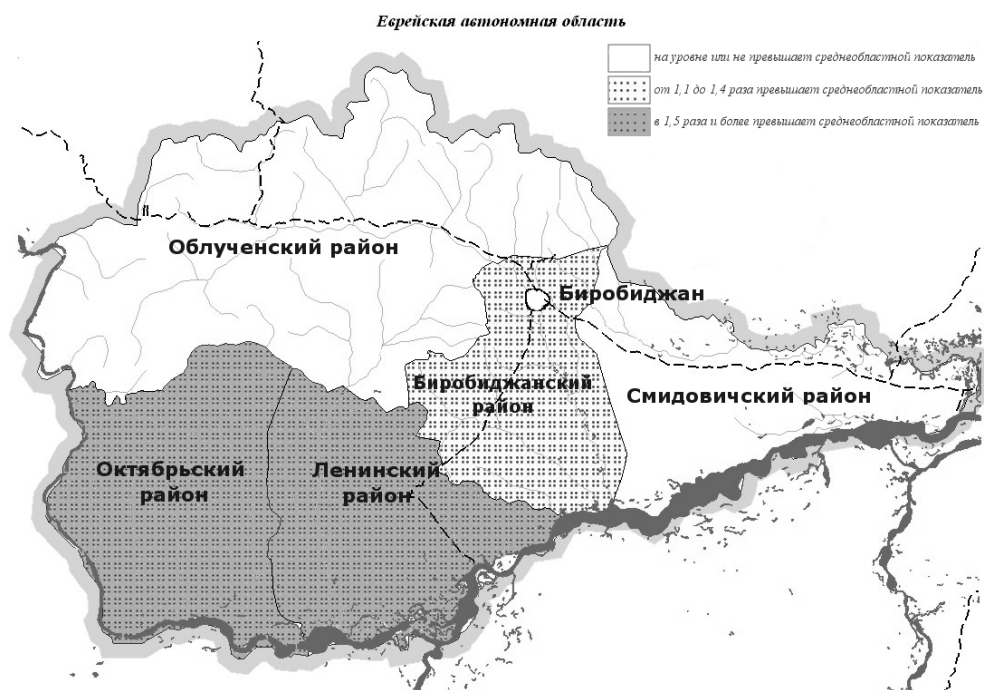 Еврейская автономная область
на уровне или не превышает среднеобластной показатель
от 1,1 до 1,4 раза превышает среднеобластной показатель
в 1,5 раза и более превышает среднеобластной показатель
Облученский район
Биробиджан
Биробиджанский
район
Смидовичский район
Октябрьский
район
Ленинский
район